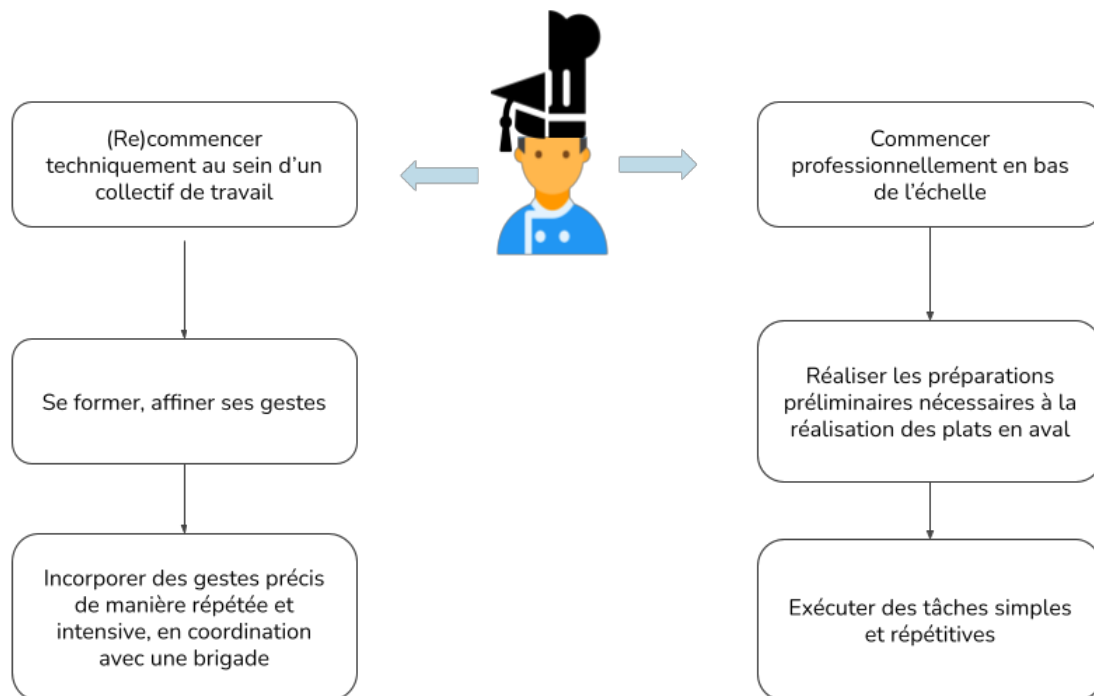 (Re)commencer
techniquement au sein d'un
collectif de travail
Se former, affiner ses gestes
Incorporer des gestes précis
de manière répétée et
intensive, en coordination
avec une brigade
Commencer
professionnellement en bas
de l'échelle
Réaliser les préparations
préliminaires nécessaires à la
réalisation des plats en aval
Exécuter des tâches simples
et répétitives